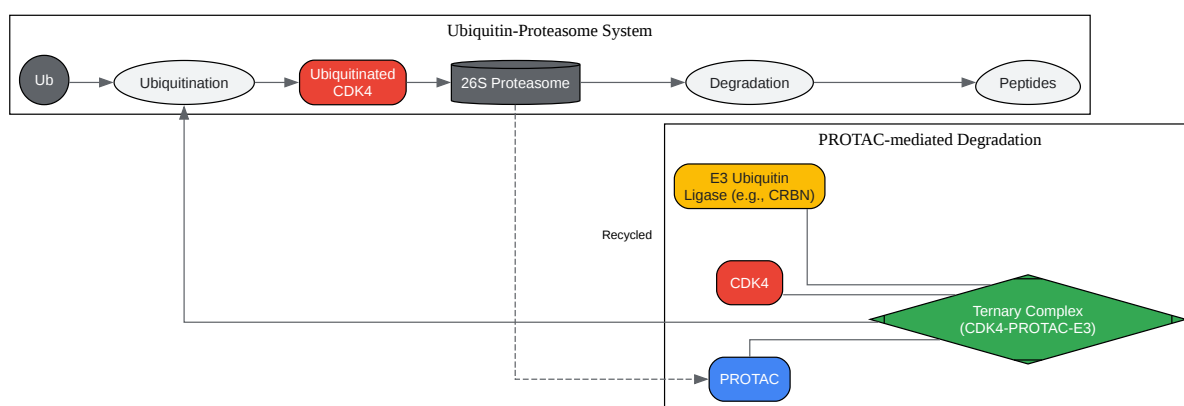 Ubiquitin-Proteasome System
Ub
Ubiquitination
Ubiquitinated
CDK4
26S Proteasome
Degradation
Peptides
PROTAC-mediated Degradation
E3 Ubiquitin
Ligase (e.g., CRBN)
Recycled
CDK4
Ternary Complex
(CDK4-PROTAC-E3)
PROTAC